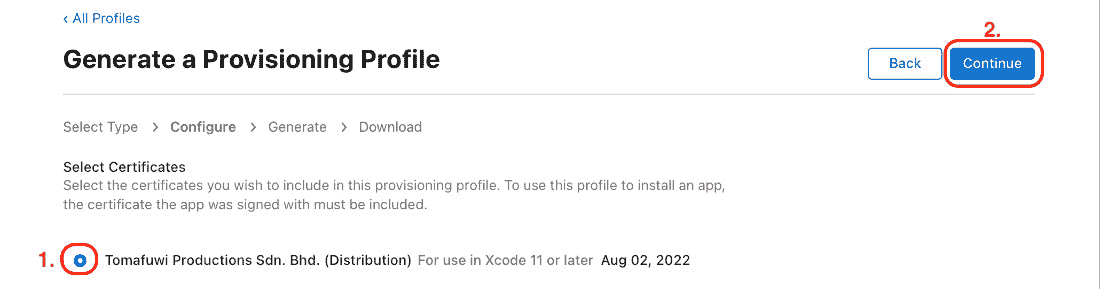 ‹ All Profiles
2.
Generate a Provisioning Profile
Back
Continue
Select Type > Configure > Generate > Download
Select Certificates
Select the certificates you wish to include in this provisioning profile. To use this profile to install an app,
the certificate the app was signed with must be included.
1. Tomafuwi Productions Sdn. Bhd. (Distribution) For use in Xcode 11 or later Aug 02, 2022